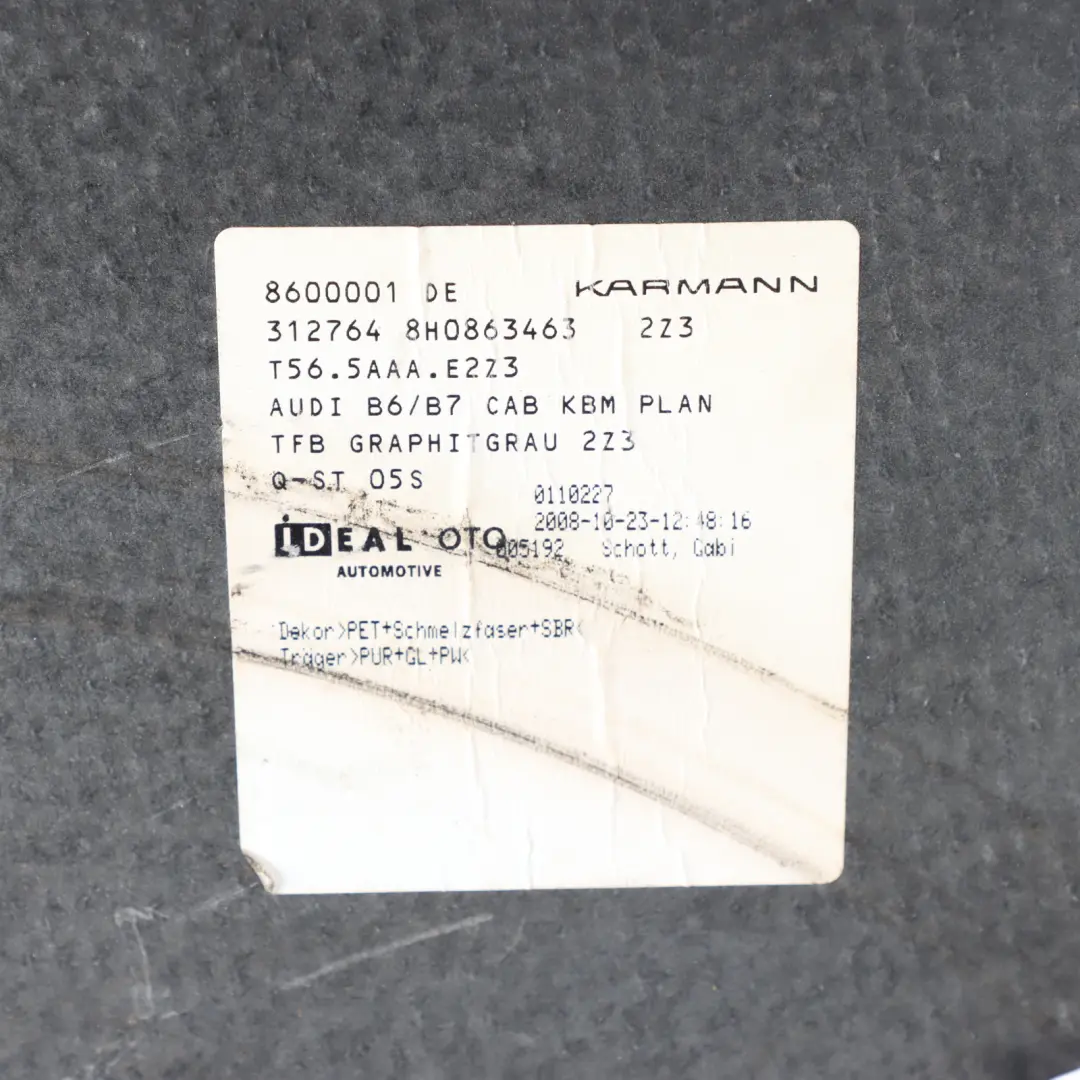 8600001 DE KARMANN
312764 8H0863463 2Z3
T56.5AAA.E2Z3
AUDI B6/B7 CAB KBM PLAN
TFB GRAPHITGRAU 2Z3
Q-ST 05S
0110227
2008-10-23-12:48:16
iDEAL OTO 005192 Schott, Gabi
AUTOMOTIVE
Dekor>PET+Schmelzfaser+SBR<
Träger>PUR+GL+PW<